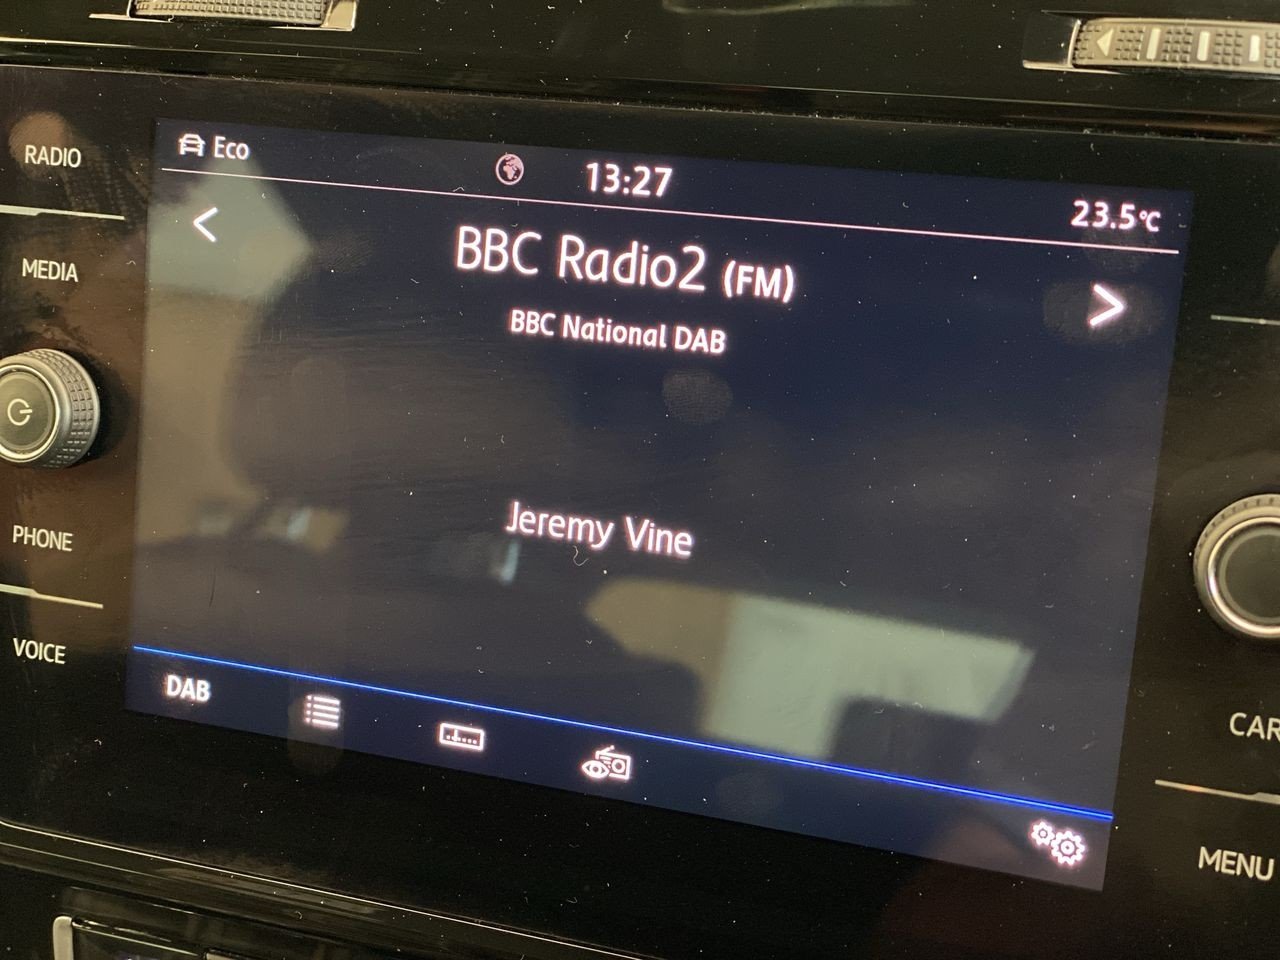 RADIO
MEDIA
PHONE
VOICE
Eco
13:27
23.5°C
BBC Radio2 (FM)
BBC National DAB
Jeremy Vine
DAB
CAR
MENU